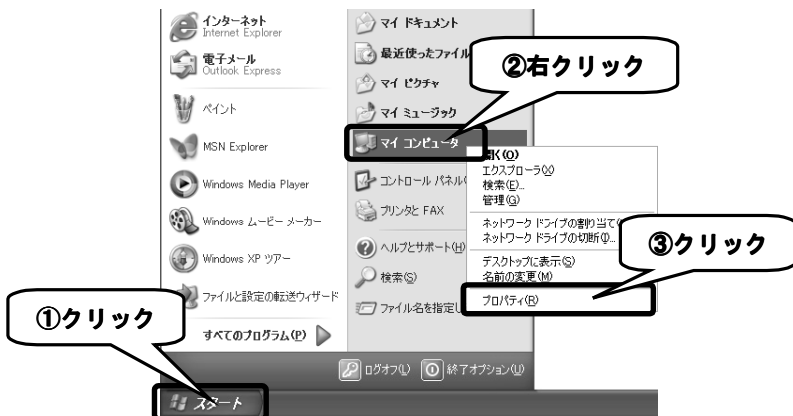 インターネット
Internet Explorer
電子メール
Outlook Express
ペイント
MSN Explorer
Windows Media Player
Windows ムービー メーカー
Windows XP ツアー
ファイルと設定の転送ウィザード
すべてのプログラム(P)
マイ ドキュメント
最近使ったファイル
マイ ピクチャ
マイ ミュージック
マイ コンピュータ
コントロール パネル(
プリンタと FAX
ヘルプとサポート(H)
検索(S)
ファイル名を指定し
②右クリック
開く(O)
エクスプローラ(X)
検索(E)...
管理(G)
ネットワーク ドライブの割り当て(
ネットワーク ドライブの切断(I)...
デスクトップに表示(S)
名前の変更(M)
プロパティ(R)
③クリック
①クリック
ログオフ(L)
終了オプション(U)
スタート